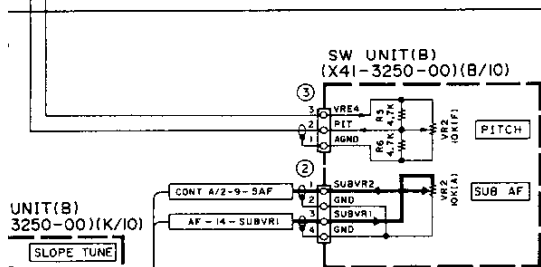 SW UNIT(B)
(X41-3250-00)(B/10)
3
3 VRE4
2 PIT
1 AGND
R5 4.7K
R6 4.7K
VR2 10K(F)
PITCH
2
CONT A/2-9-SAF
1 SUBVR2
2 GND
AF-14-SUBVR1
3 SUBVR1
4 GND
VR2 10K(A)
SUB AF
UNIT(B)
3250-00)(K/10)
SLOPE TUNE